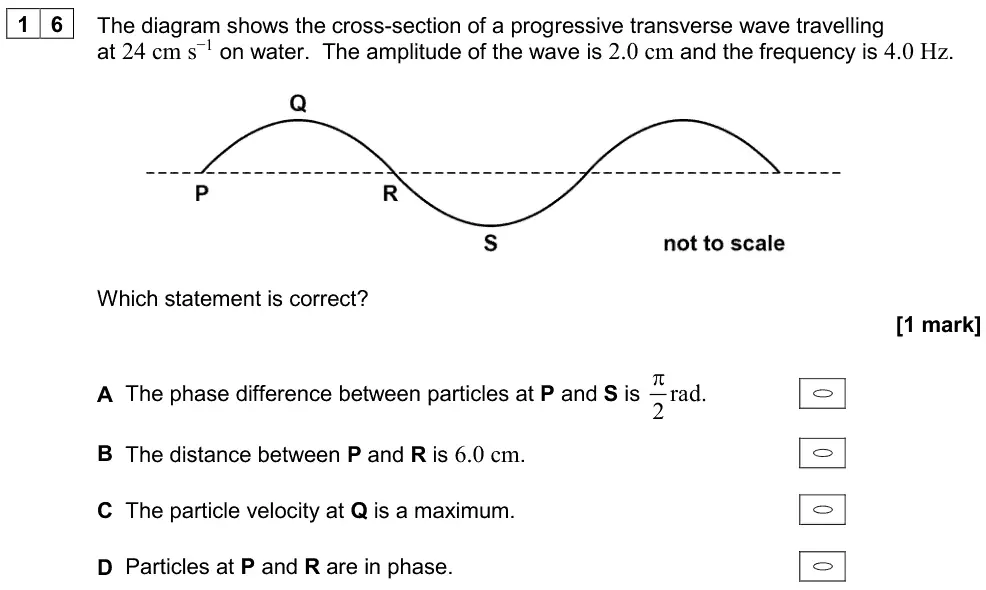 1 6 The diagram shows the cross-section of a progressive transverse wave travelling
at 24 cm s⁻¹ on water. The amplitude of the wave is 2.0 cm and the frequency is 4.0 Hz.
Q
P R
S not to scale
Which statement is correct?
[1 mark]
A The phase difference between particles at P and S is π/2 rad.
B The distance between P and R is 6.0 cm.
C The particle velocity at Q is a maximum.
D Particles at P and R are in phase.